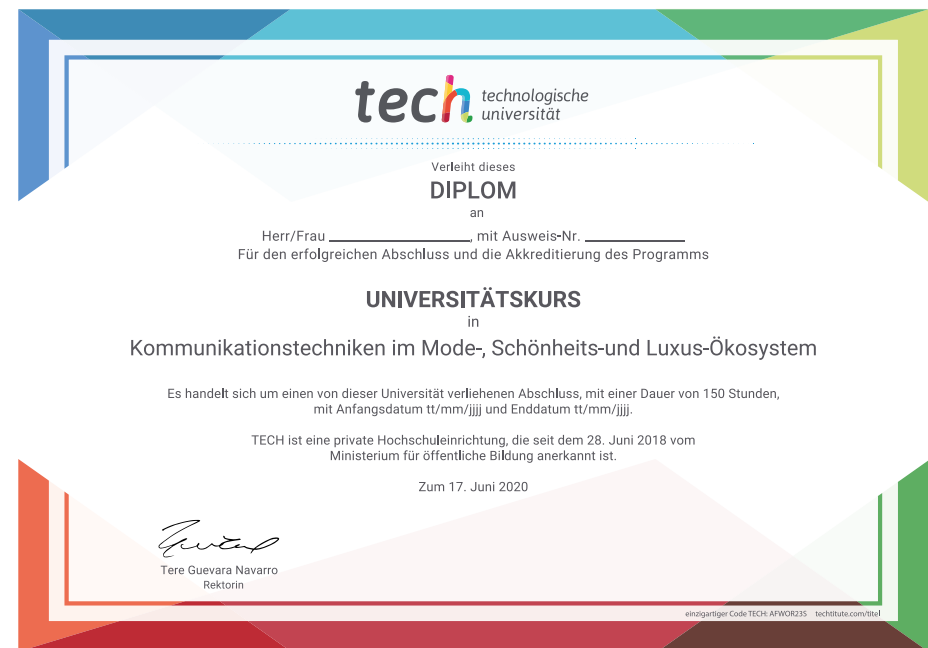 tech technologische
universität
Verleiht dieses
DIPLOM
an
Herr/Frau ____________________, mit Ausweis-Nr. ______________
Für den erfolgreichen Abschluss und die Akkreditierung des Programms
UNIVERSITÄTSKURS
in
Kommunikationstechniken im Mode-, Schönheits-und Luxus-Ökosystem
Es handelt sich um einen von dieser Universität verliehenen Abschluss, mit einer Dauer von 150 Stunden,
mit Anfangsdatum tt/mm/jjjj und Enddatum tt/mm/jjjj.
TECH ist eine private Hochschuleinrichtung, die seit dem 28. Juni 2018 vom
Ministerium für öffentliche Bildung anerkannt ist.
Zum 17. Juni 2020
Tere Guevara Navarro
Rektorin
einzigartiger Code TECH: AFWOR23S techtitute.com/titel